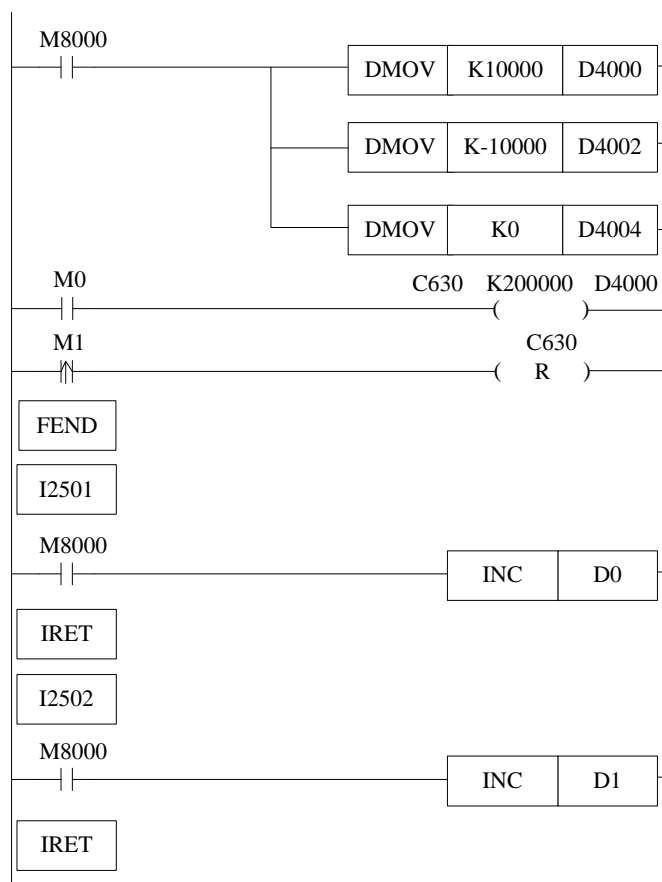 M8000
DMOV K10000 D4000
DMOV K-10000 D4002
DMOV K0 D4004
M0 C630 K200000 D4000
( )
M1 C630
( R )
FEND
I2501
M8000
INC D0
IRET
I2502
M8000
INC D1
IRET